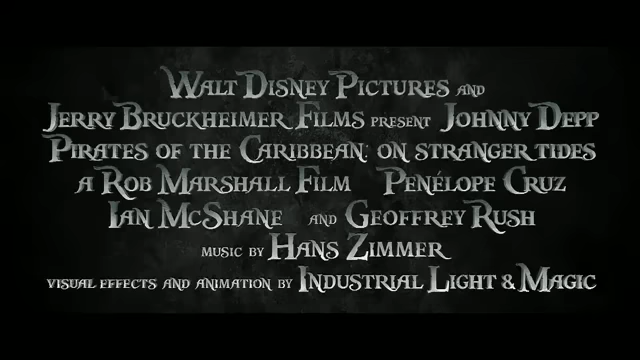 Walt Disney Pictures and
Jerry Bruckheimer Films present Johnny Depp
Pirates of the Caribbean: on stranger tides
a Rob Marshall Film Penélope Cruz
Ian McShane and Geoffrey Rush
music by Hans Zimmer
visual effects and animation by Industrial Light & Magic